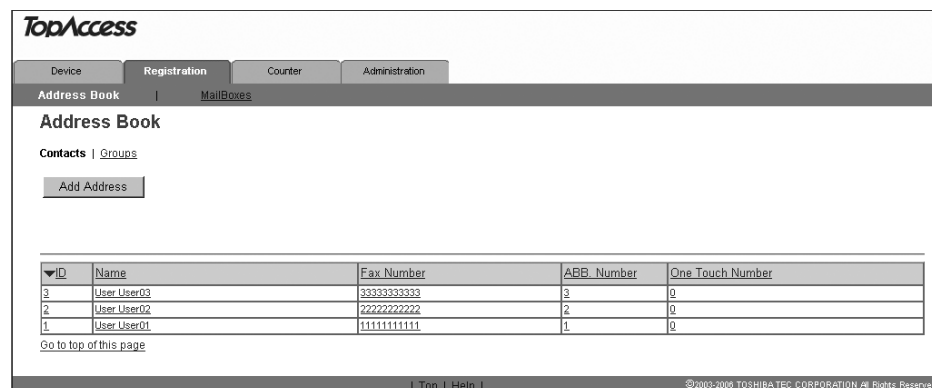 TopAccess
Device Registration Counter Administration
Address Book | MailBoxes
Address Book
Contacts | Groups
Add Address
ID Name Fax Number ABB. Number One Touch Number
3 User User03 33333333333 3 0
2 User User02 22222222222 2 0
1 User User01 11111111111 1 0
Go to top of this page
| Top | Help | ©2003-2006 TOSHIBA TEC CORPORATION All Rights Reserve